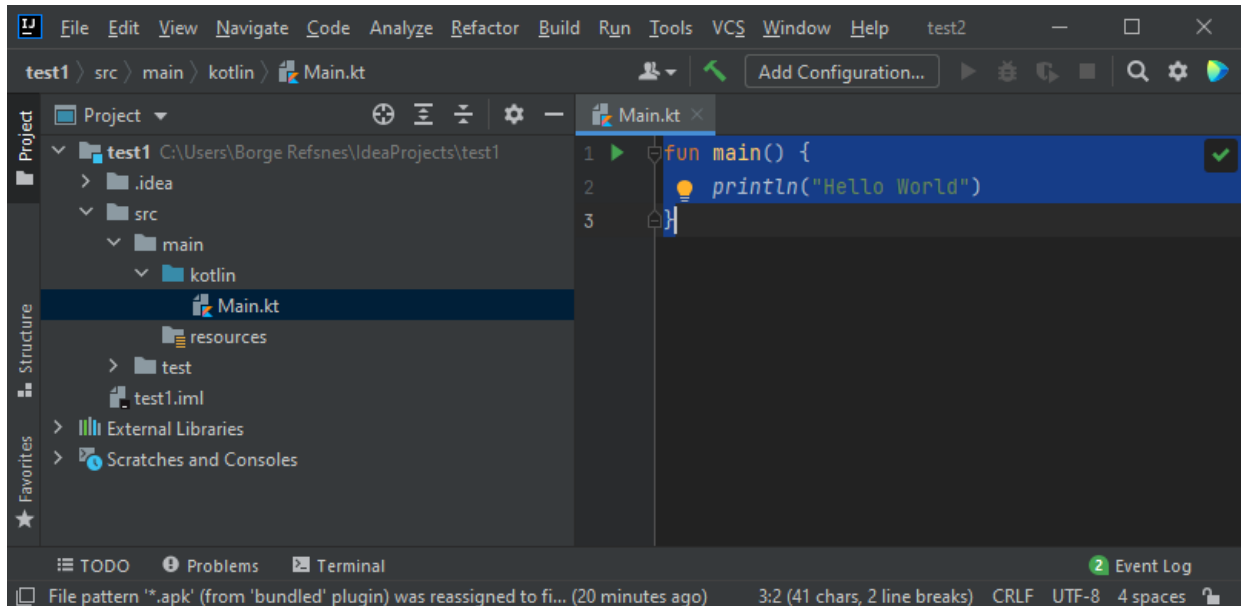 IJ File Edit View Navigate Code Analyze Refactor Build Run Tools VCS Window Help test2
test1 src main kotlin Main.kt Add Configuration...
Project
Project
Main.kt
test1 C:\Users\Borge Refsnes\IdeaProjects\test1
.idea
src
main
kotlin
Main.kt
resources
test
test1.iml
External Libraries
Scratches and Consoles
Structure
Favorites
1 fun main() {
2 println("Hello World")
3 }
TODO Problems Terminal 2 Event Log
File pattern '*.apk' (from 'bundled' plugin) was reassigned to fi... (20 minutes ago) 3:2 (41 chars, 2 line breaks) CRLF UTF-8 4 spaces